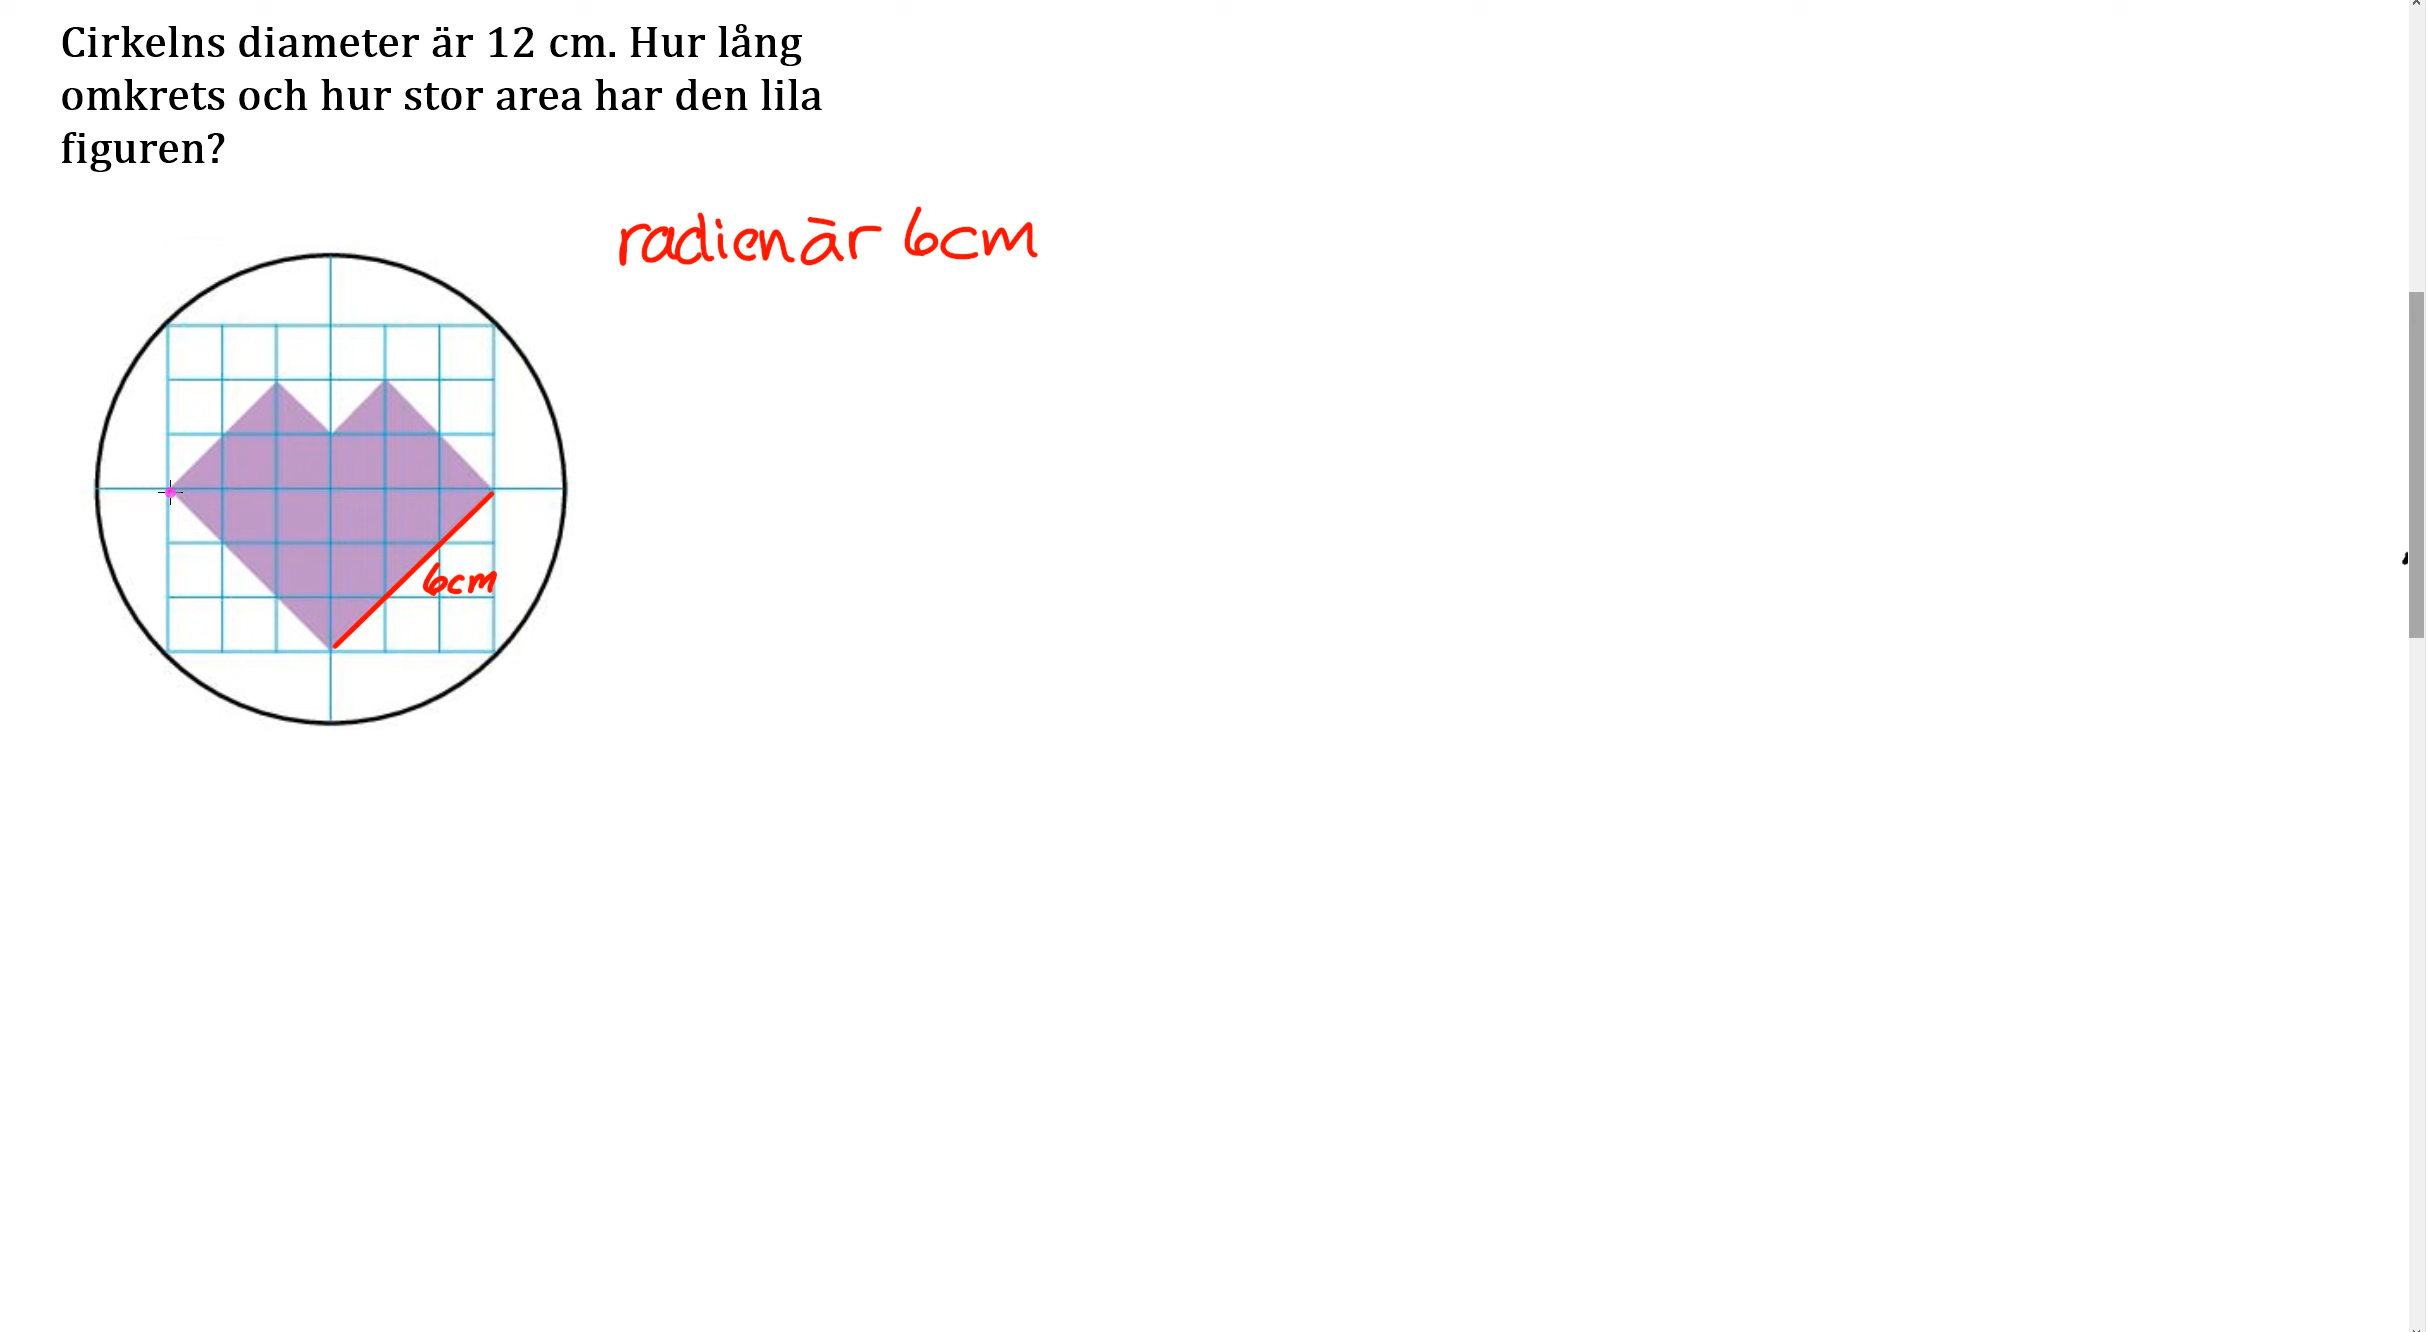 Cirkelns diameter är 12 cm. Hur lång
omkrets och hur stor area har den lila
figuren?
radien är 6cm
6cm